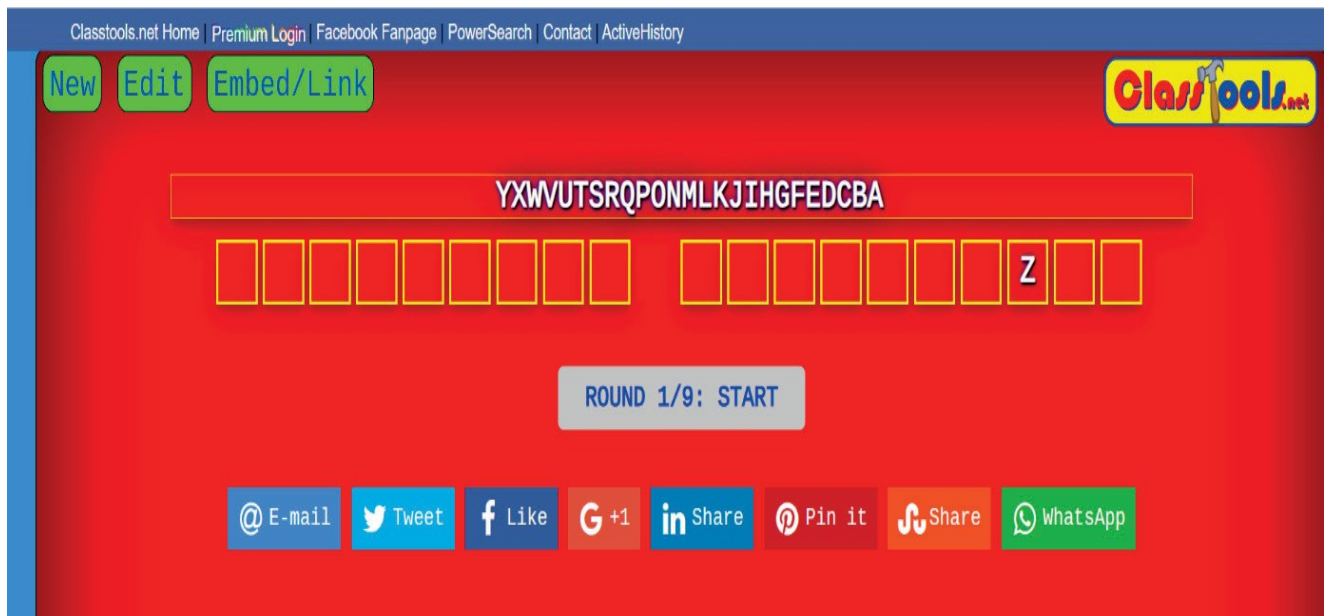 Classtools.net Home | Premium Login | Facebook Fanpage | PowerSearch | Contact | ActiveHistory
New Edit Embed/Link ClassTools.net
YXWVUTSRQPONMLKJIHGFEDCBA
Z
ROUND 1/9: START
@ E-mail Tweet f Like G +1 in Share Pin it Share WhatsApp